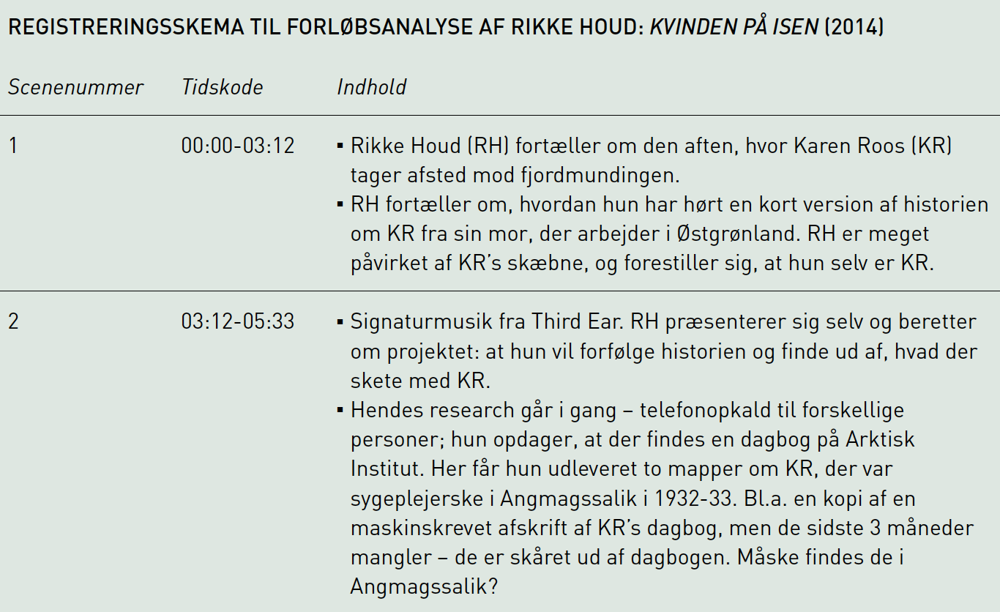 REGISTRERINGSSKEMA TIL FORLØBSANALYSE AF RIKKE HOUD: KVINDEN PÅ ISEN (2014)
Scenenummer Tidskode Indhold
1 00:00-03:12 ▪ Rikke Houd (RH) fortæller om den aften, hvor Karen Roos (KR)
tager afsted mod fjordmundingen.
▪ RH fortæller om, hvordan hun har hørt en kort version af historien
om KR fra sin mor, der arbejder i Østgrønland. RH er meget
påvirket af KR’s skæbne, og forestiller sig, at hun selv er KR.
2 03:12-05:33 ▪ Signaturmusik fra Third Ear. RH præsenterer sig selv og beretter
om projektet: at hun vil forfølge historien og finde ud af, hvad der
skete med KR.
▪ Hendes research går i gang – telefonopkald til forskellige
personer; hun opdager, at der findes en dagbog på Arktisk
Institut. Her får hun udleveret to mapper om KR, der var
sygeplejerske i Angmagssalik i 1932-33. Bl.a. en kopi af en
maskinskrevet afskrift af KR’s dagbog, men de sidste 3 måneder
mangler – de er skåret ud af dagbogen. Måske findes de i
Angmagssalik?